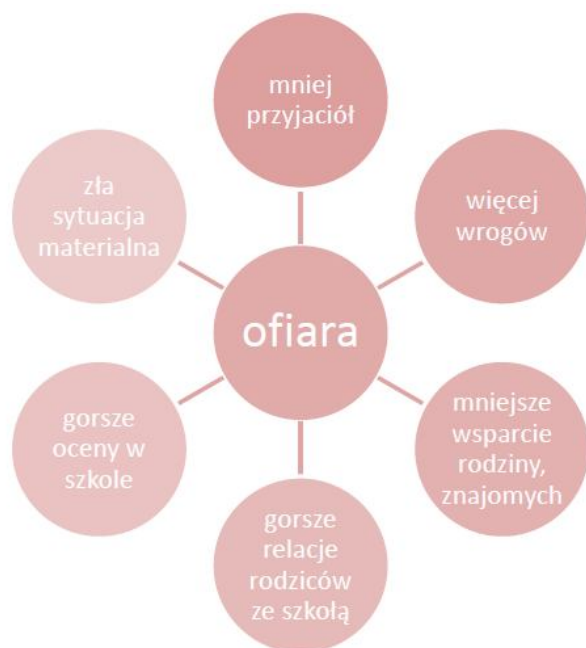 mniej
przyjaciół
więcej
wrogów
mniejsze
wsparcie
rodziny,
znajomych
gorsze
relacje
rodziców
ze szkołą
gorsze
oceny w
szkole
zła
sytuacja
materialna
ofiara